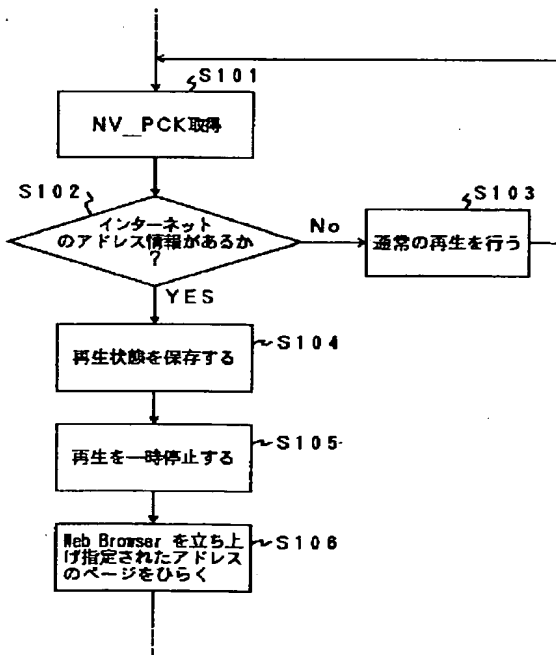 S101
NV_PCK取得
S102
インターネット
のアドレス情報があるか
?
No
S103
通常の再生を行う
YES
再生状態を保存する
S104
再生を一時停止する
S105
Web Browser を立ち上
げ指定されたアドレス
のページをひらく
S106